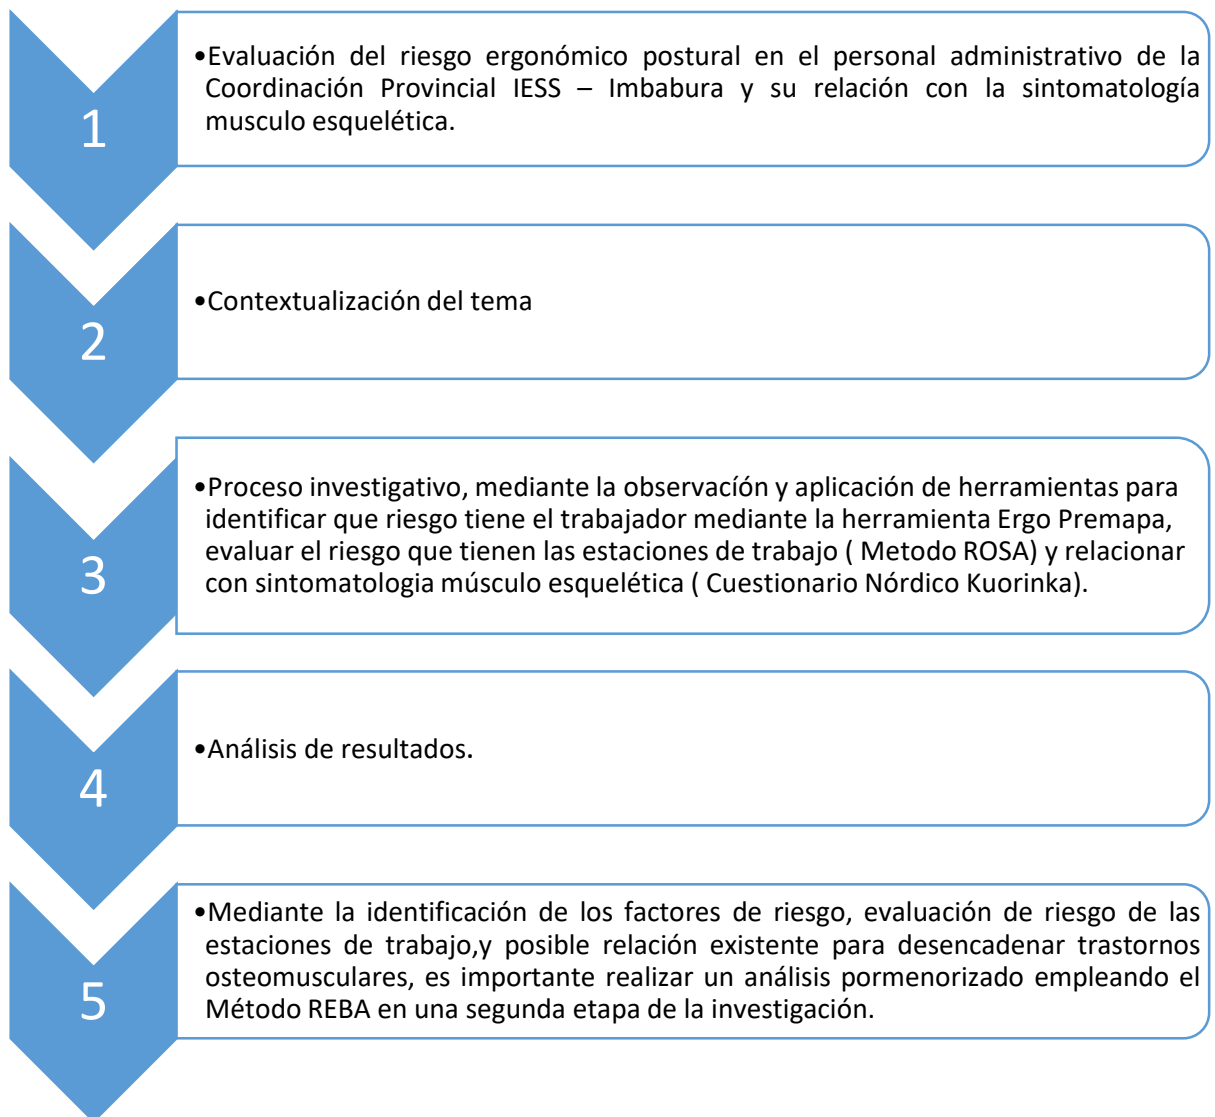 1
•Evaluación del riesgo ergonómico postural en el personal administrativo de la
Coordinación Provincial IESS – Imbabura y su relación con la sintomatología
musculo esquelética.
2
•Contextualización del tema
3
•Proceso investigativo, mediante la observacíón y aplicación de herramientas para
identificar que riesgo tiene el trabajador mediante la herramienta Ergo Premapa,
evaluar el riesgo que tienen las estaciones de trabajo ( Metodo ROSA) y relacionar
con sintomatologia músculo esquelética ( Cuestionario Nórdico Kuorinka).
4
•Análisis de resultados.
5
•Mediante la identificación de los factores de riesgo, evaluación de riesgo de las
estaciones de trabajo,y posible relación existente para desencadenar trastornos
osteomusculares, es importante realizar un análisis pormenorizado empleando el
Método REBA en una segunda etapa de la investigación.